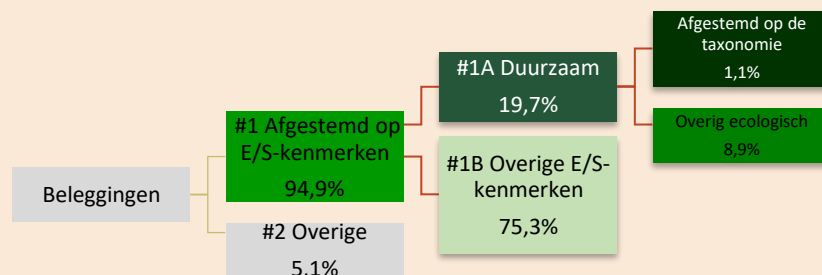 Beleggingen
#1 Afgestemd op
E/S-kenmerken
94,9%
#2 Overige
5,1%
#1A Duurzaam
19,7%
#1B Overige E/S-
kenmerken
75,3%
Afgestemd op de
taxonomie
1,1%
Overig ecologisch
8,9%